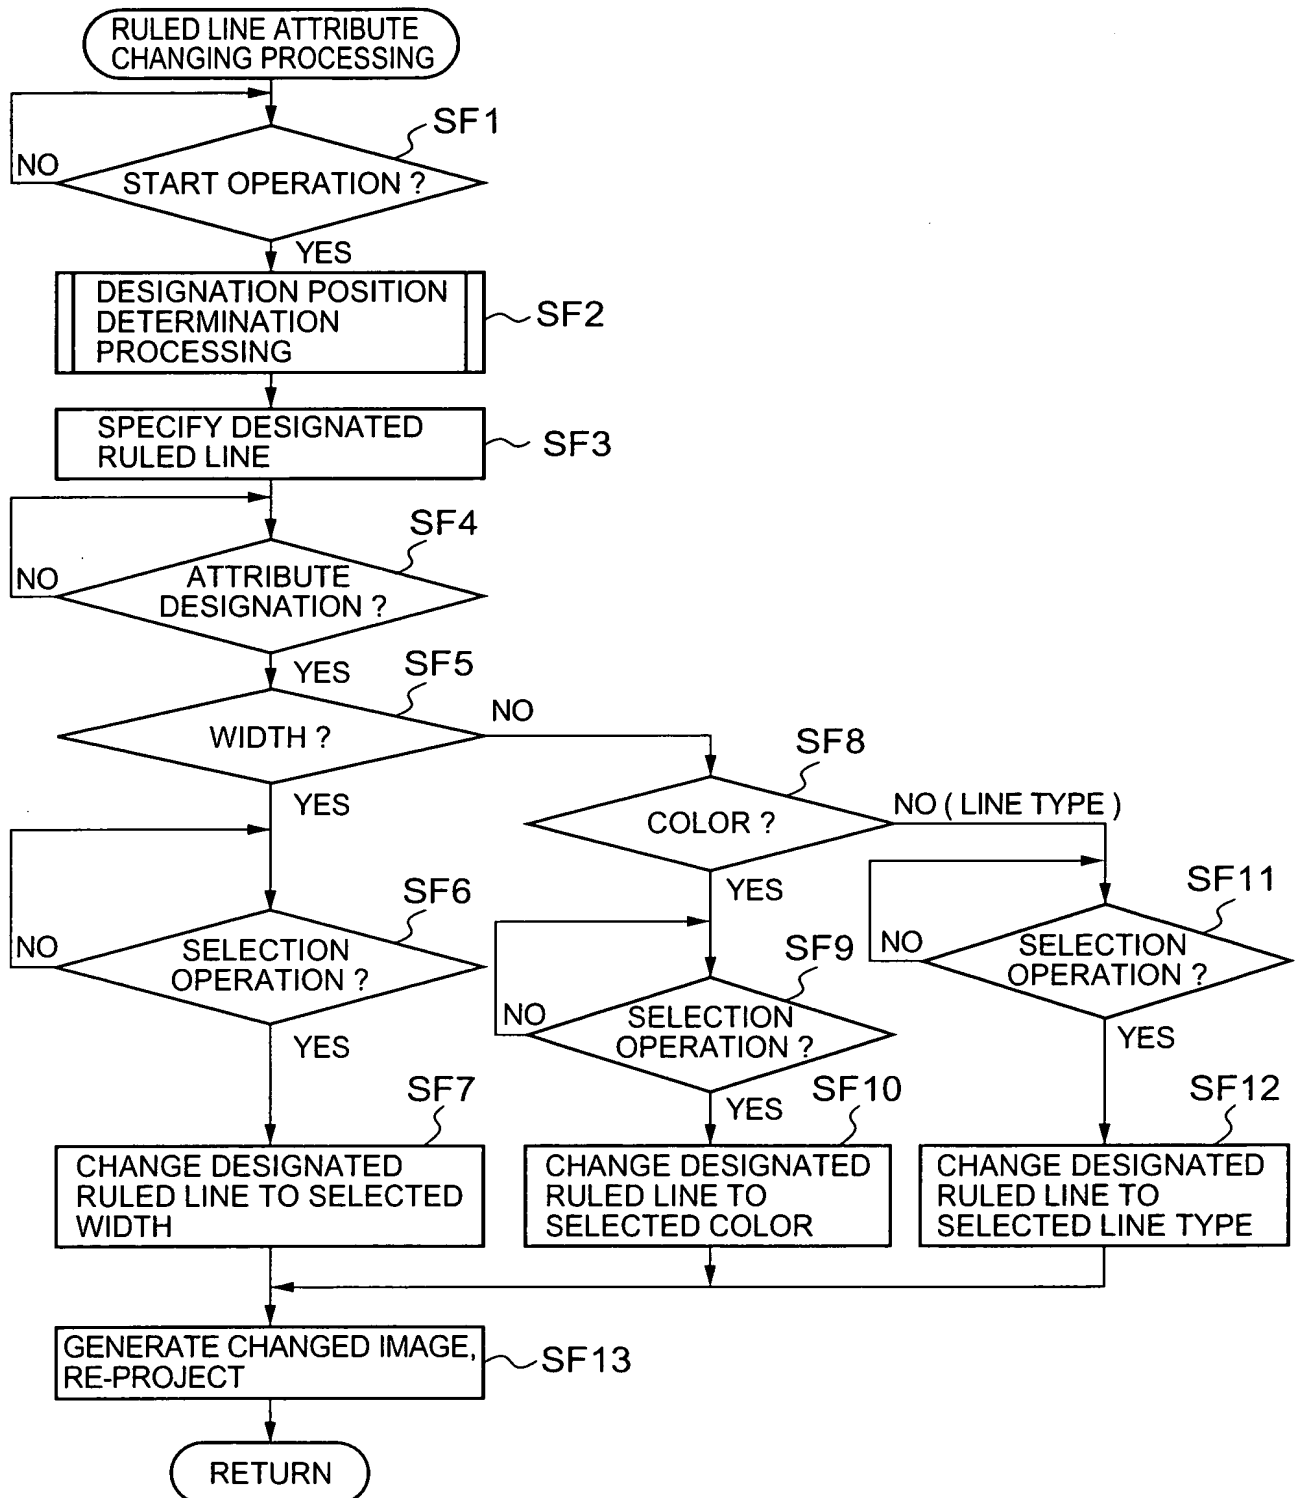 RULED LINE ATTRIBUTE
CHANGING PROCESSING
SF1
NO
START OPERATION ?
YES
DESIGNATION POSITION
DETERMINATION
PROCESSING
SF2
SPECIFY DESIGNATED
RULED LINE
SF3
SF4
NO
ATTRIBUTE
DESIGNATION ?
YES
SF5
WIDTH ?
NO
YES
SF8
COLOR ?
NO ( LINE TYPE )
YES
SF6
NO
SELECTION
OPERATION ?
YES
SF9
NO
SELECTION
OPERATION ?
YES
SF11
NO
SELECTION
OPERATION ?
YES
SF7
CHANGE DESIGNATED
RULED LINE TO SELECTED
WIDTH
SF10
CHANGE DESIGNATED
RULED LINE TO
SELECTED COLOR
SF12
CHANGE DESIGNATED
RULED LINE TO
SELECTED LINE TYPE
GENERATE CHANGED IMAGE,
RE-PROJECT
SF13
RETURN